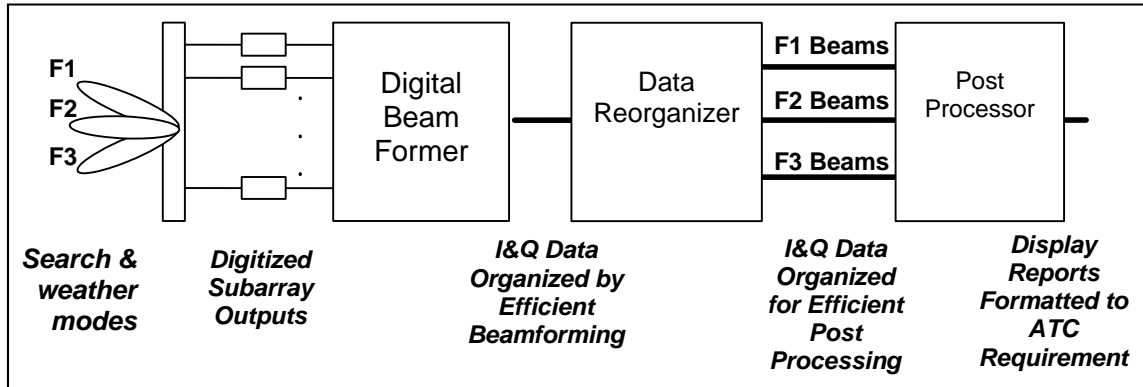 F1
F2
F3
Digital
Beam
Former
Data
Reorganizer
F1 Beams
F2 Beams
F3 Beams
Post
Processor
Search &
weather
modes
Digitized
Subarray
Outputs
I&Q Data
Organized by
Efficient
Beamforming
I&Q Data
Organized
for Efficient
Post
Processing
Display
Reports
Formatted to
ATC
Requirement